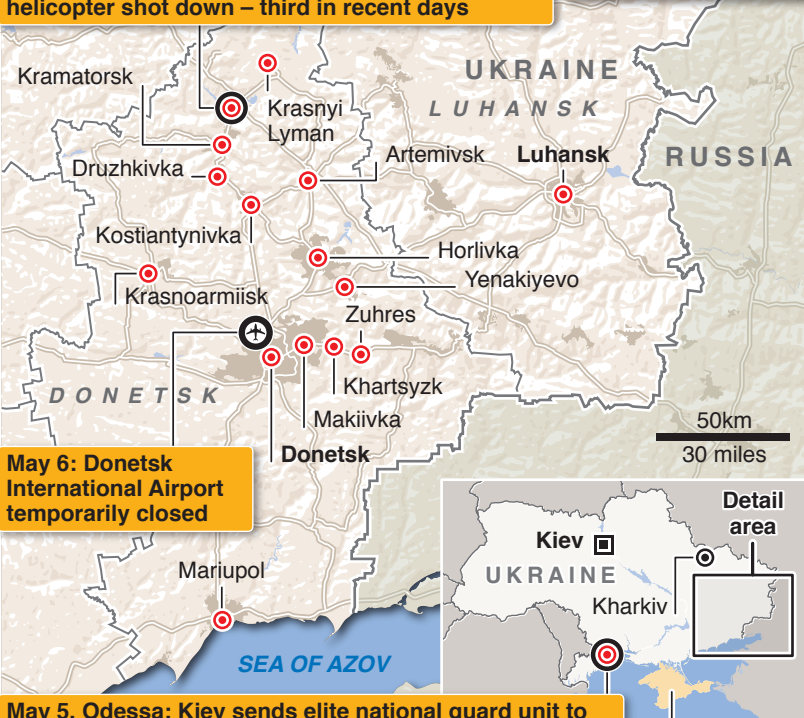 helicopter shot down – third in recent days
Kramatorsk
UKRAINE
Krasnyi
Lyman
LUHANSK
Druzhkivka
Artemivsk
Luhansk
RUSSIA
Kostiantynivka
Horlivka
Yenakiyevo
Krasnoarmiisk
Zuhres
DONETSK
Khartsyzk
Makiivka
50km
30 miles
Donetsk
May 6: Donetsk
International Airport
temporarily closed
Detail
area
Kiev
UKRAINE
Kharkiv
Mariupol
SEA OF AZOV
May 5, Odessa: Kiev sends elite national guard unit to